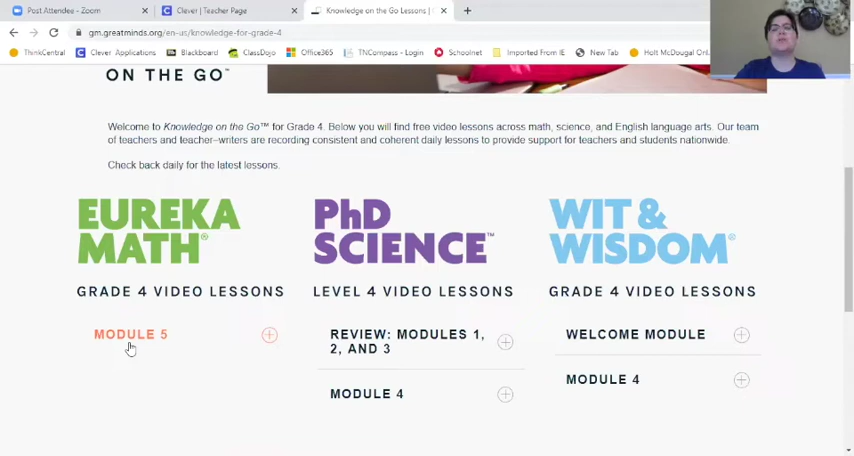 Post Attendee - Zoom
Clever | Teacher Page
Knowledge on the Go Lessons |
gm.greatminds.org/en-us/knowledge-for-grade-4
ThinkCentral Clever Applications Blackboard ClassDojo Office365 TNCompass - Login Schoolnet Imported From IE New Tab Holt McDougal Onl...
ON THE GO™
Welcome to Knowledge on the Go™ for Grade 4. Below you will find free video lessons across math, science, and English language arts. Our team
of teachers and teacher–writers are recording consistent and coherent daily lessons to provide support for teachers and students nationwide.
Check back daily for the latest lessons.
EUREKA
MATH®
GRADE 4 VIDEO LESSONS
MODULE 5
PhD
SCIENCE™
LEVEL 4 VIDEO LESSONS
REVIEW: MODULES 1,
2, AND 3
MODULE 4
WIT &
WISDOM®
GRADE 4 VIDEO LESSONS
WELCOME MODULE
MODULE 4